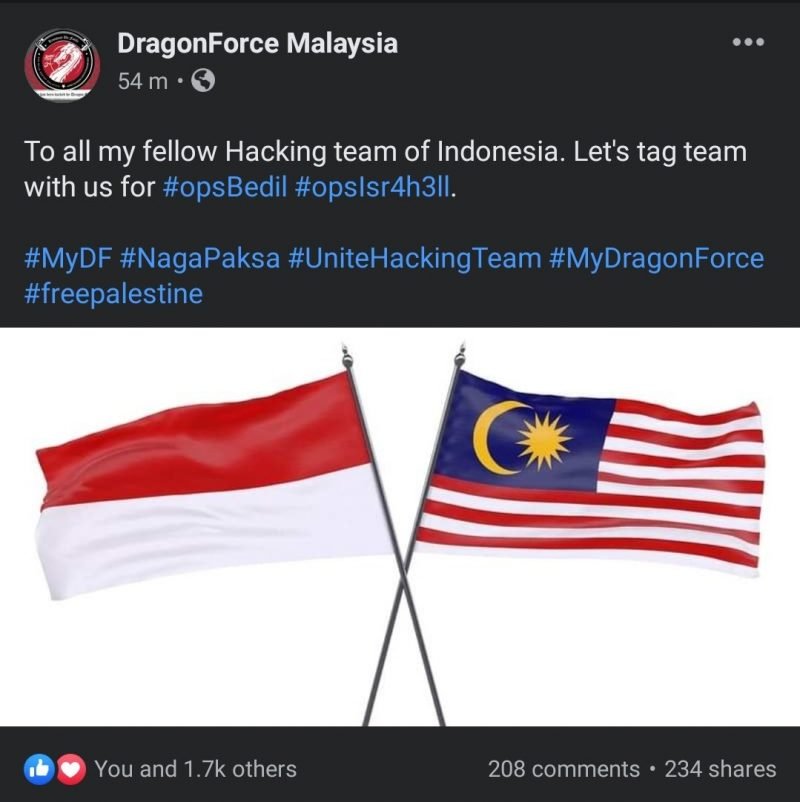 DragonForce Malaysia
54 m •
To all my fellow Hacking team of Indonesia. Let's tag team
with us for #opsBedil #opsIsr4h3ll.
#MyDF #NagaPaksa #UniteHackingTeam #MyDragonForce
#freepalestine
You and 1.7k others
208 comments • 234 shares